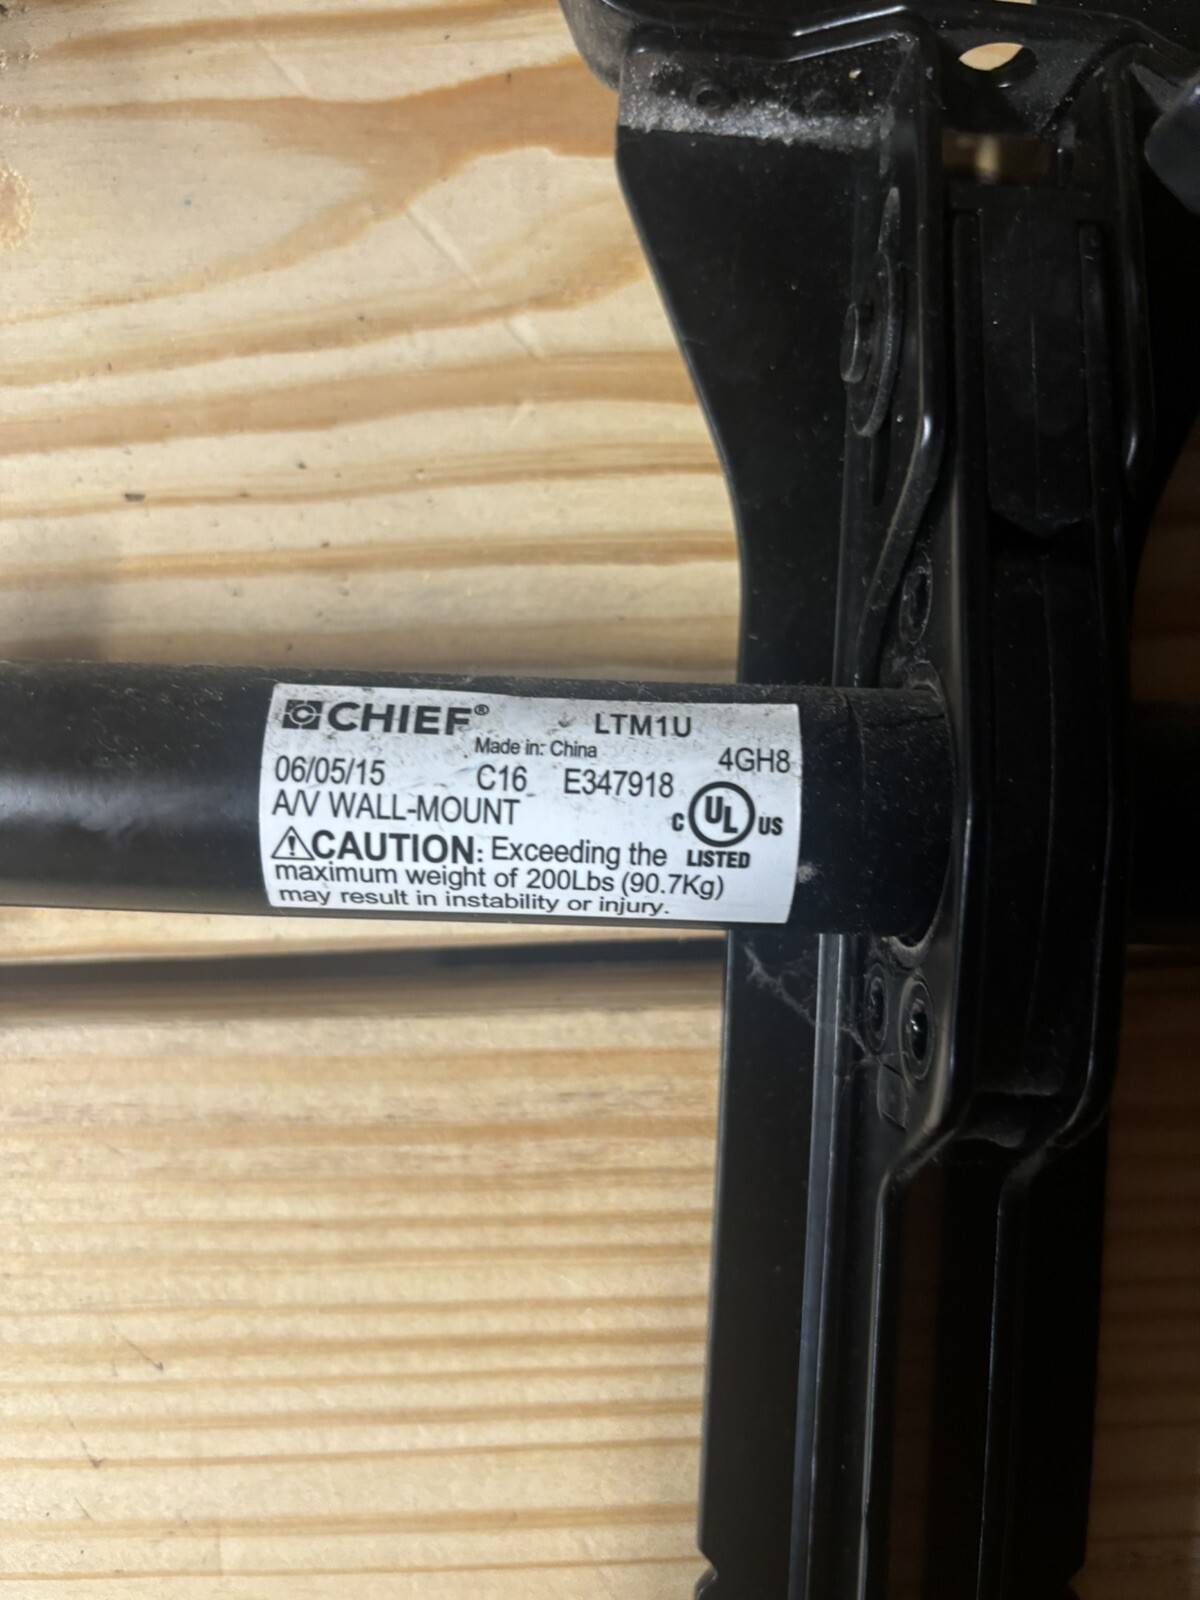 CHIEF® LTM1U
Made in: China 4GH8
06/05/15 C16 E347918
A/V WALL-MOUNT C UL US
CAUTION: Exceeding the LISTED
maximum weight of 200Lbs (90.7Kg)
may result in instability or injury.